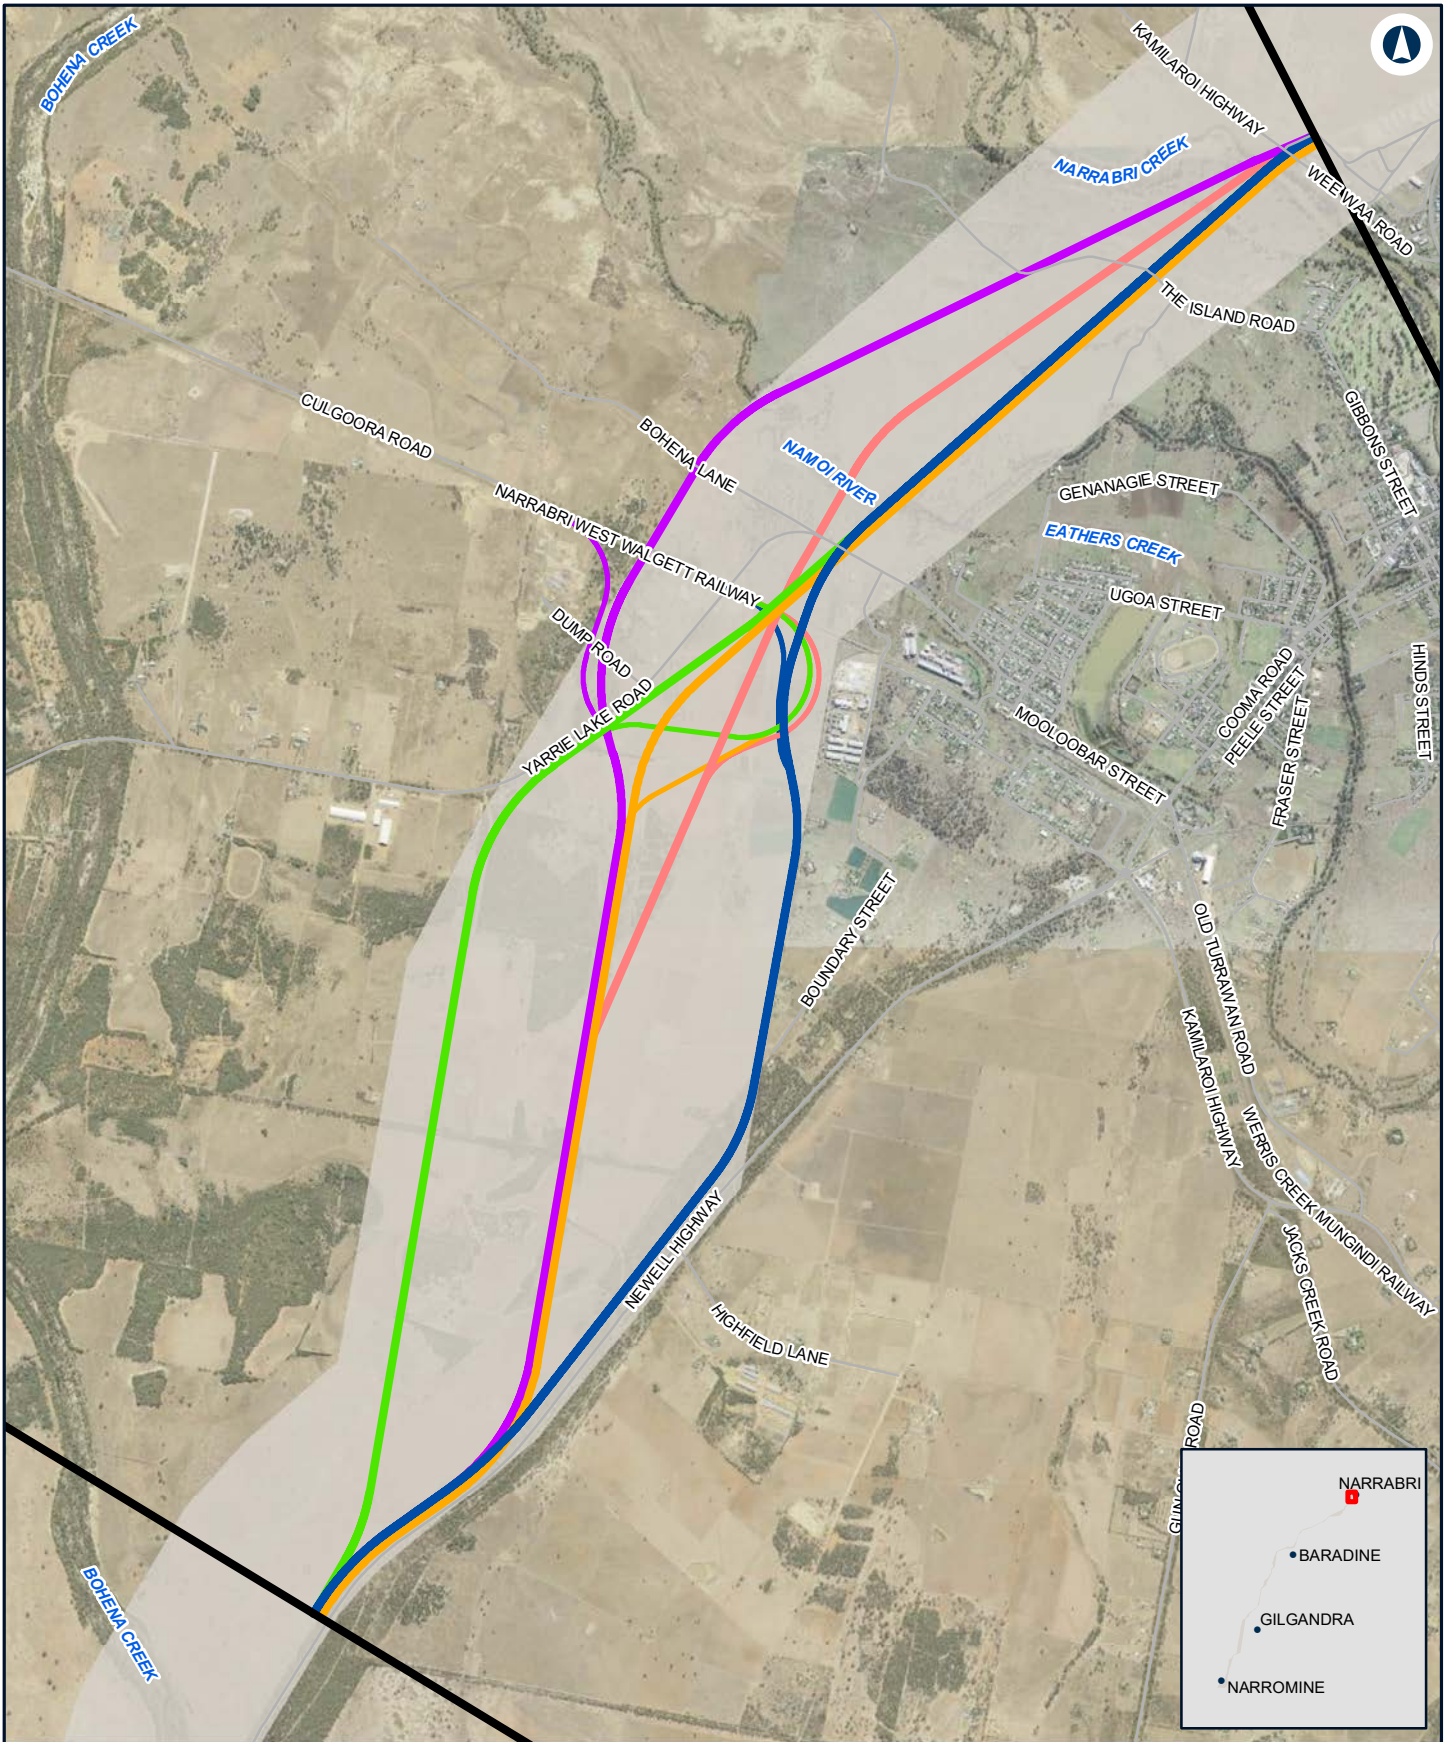 BOHENA CREEK
KAMILAROI HIGHWAY
NARRABRI CREEK
WEE WAA ROAD
THE ISLAND ROAD
CULGOORA ROAD
BOHENA LANE
NAMOI RIVER
GIBBONS STREET
NARRABRI WEST WALGETT RAILWAY
GENANAGIE STREET
EATHERS CREEK
UGOA STREET
DUMP ROAD
YARRIE LAKE ROAD
COOMA ROAD
PEELE STREET
HINDS STREET
MOOLOOBAR STREET
FRASER STREET
BOUNDARY STREET
OLD TURRAWAN ROAD
KAMILAROI HIGHWAY
WERRIS CREEK MUNGINDI RAILWAY
NEWELL HIGHWAY
JACKS CREEK ROAD
HIGHFIELD LANE
ROAD
BOHENA CREEK
NARRABRI
BARADINE
GILGANDRA
NARROMINE